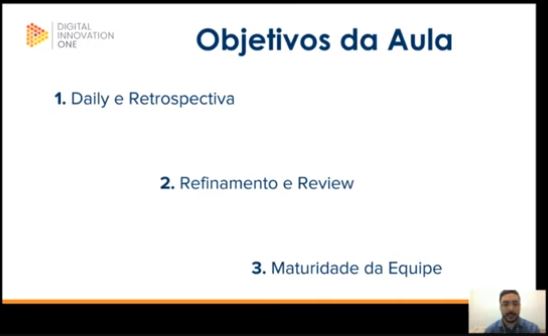 DIGITAL
INNOVATION
ONE
Objetivos da Aula
1. Daily e Retrospectiva
2. Refinamento e Review
3. Maturidade da Equipe